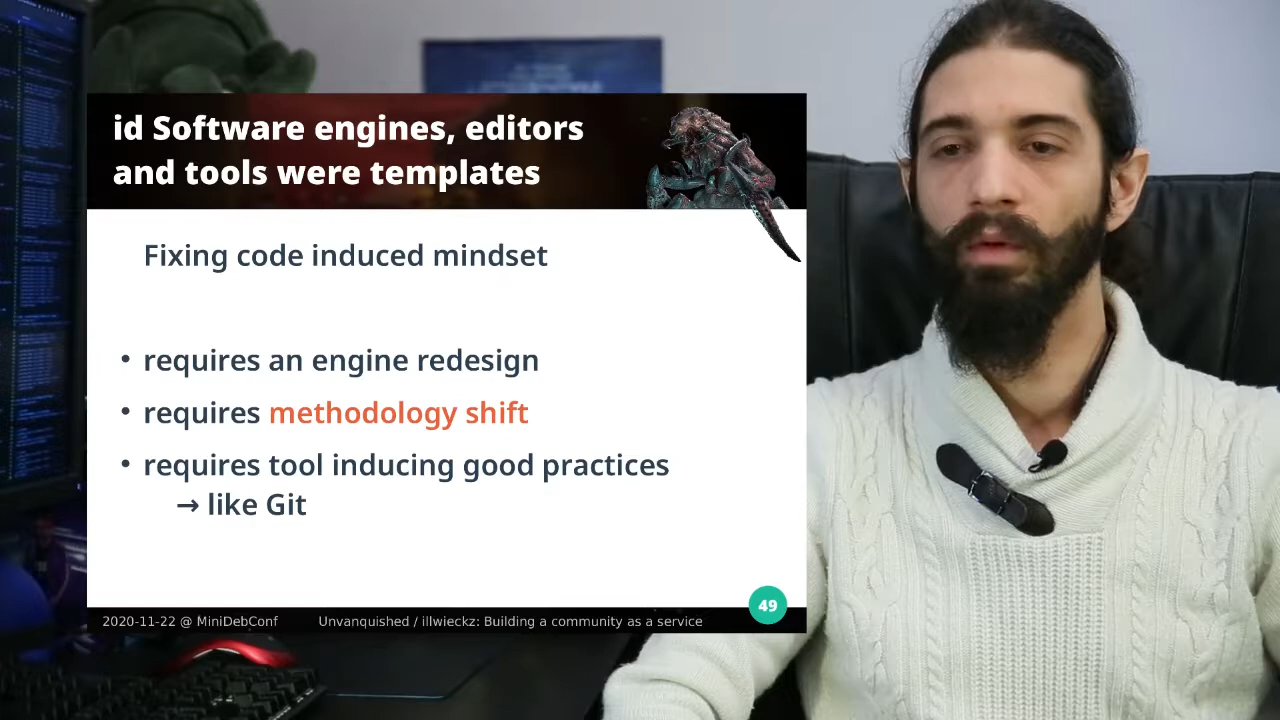 id Software engines, editors
and tools were templates
Fixing code induced mindset
• requires an engine redesign
• requires methodology shift
• requires tool inducing good practices
→ like Git
49
2020-11-22 @ MiniDebConf
Unvanquished / illwieckz: Building a community as a service